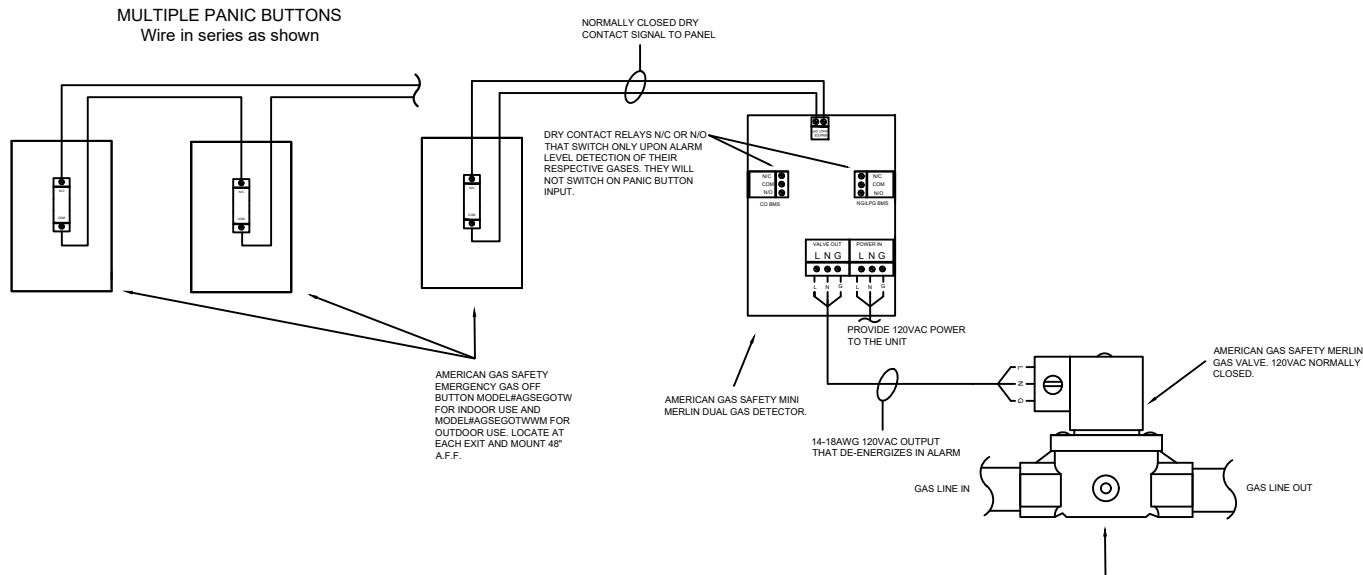 MULTIPLE PANIC BUTTONS
Wire in series as shown
NORMALLY CLOSED DRY
CONTACT SIGNAL TO PANEL
N/C
COM
N/C
COM
N/C
COM
DRY CONTACT RELAYS N/C OR N/O
THAT SWITCH ONLY UPON ALARM
LEVEL DETECTION OF THEIR
RESPECTIVE GASES. THEY WILL
NOT SWITCH ON PANIC BUTTON
INPUT.
N/C
COM
N/O
CO BMS
N/C
COM
N/O
NG/LPG BMS
VALVE OUT
L N G
POWER IN
L N G
L N G
L N G
PROVIDE 120VAC POWER
TO THE UNIT
AMERICAN GAS SAFETY
EMERGENCY GAS OFF
BUTTON MODEL#AGSEGOTW
FOR INDOOR USE AND
MODEL#AGSEGOTWWM FOR
OUTDOOR USE. LOCATE AT
EACH EXIT AND MOUNT 48"
A.F.F.
AMERICAN GAS SAFETY MINI
MERLIN DUAL GAS DETECTOR.
14-18AWG 120VAC OUTPUT
THAT DE-ENERGIZES IN ALARM
L
N
G
AMERICAN GAS SAFETY MERLIN
GAS VALVE. 120VAC NORMALLY
CLOSED.
GAS LINE IN
GAS LINE OUT